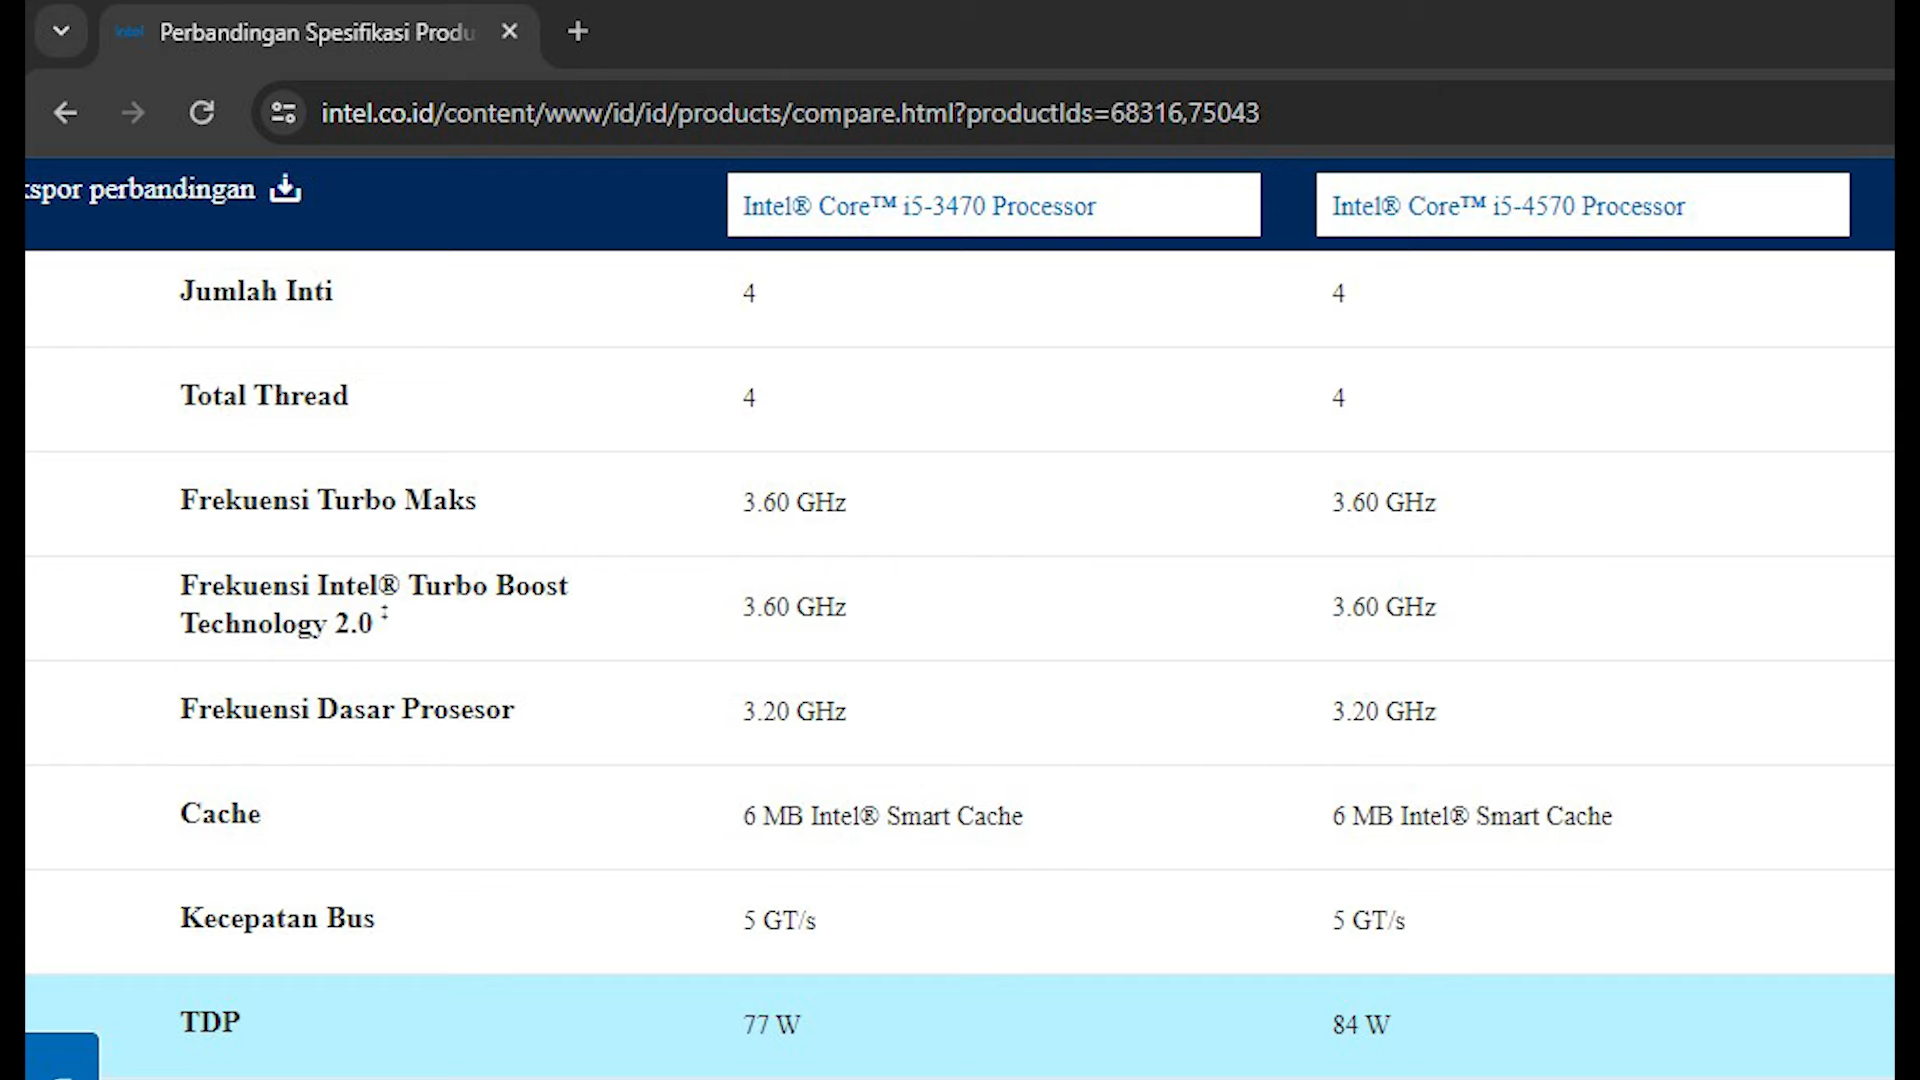 intel
Perbandingan Spesifikasi Produ
intel.co.id/content/www/id/id/products/compare.html?productIds=68316,75043
spor perbandingan
Intel® Core™ i5-3470 Processor
Intel® Core™ i5-4570 Processor
Jumlah Inti 4 4
Total Thread 4 4
Frekuensi Turbo Maks 3.60 GHz 3.60 GHz
Frekuensi Intel® Turbo Boost
Technology 2.0 ‡ 3.60 GHz 3.60 GHz
Frekuensi Dasar Prosesor 3.20 GHz 3.20 GHz
Cache 6 MB Intel® Smart Cache 6 MB Intel® Smart Cache
Kecepatan Bus 5 GT/s 5 GT/s
TDP 77 W 84 W